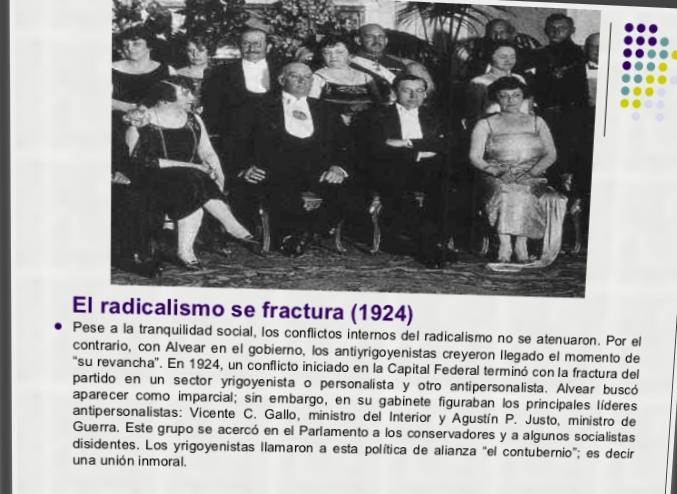 El radicalismo se fractura (1924)
• Pese a la tranquilidad social, los conflictos internos del radicalismo no se atenuaron. Por el
contrario, con Alvear en el gobierno, los antiyrigoyenistas creyeron llegado el momento de
"su revancha". En 1924, un conflicto iniciado en la Capital Federal terminó con la fractura del
partido en un sector yrigoyenista o personalista y otro antipersonalista. Alvear buscó
aparecer como imparcial; sin embargo, en su gabinete figuraban los principales líderes
antipersonalistas: Vicente C. Gallo, ministro del Interior y Agustín P. Justo, ministro de
Guerra. Este grupo se acercó en el Parlamento a los conservadores y a algunos socialistas
disidentes. Los yrigoyenistas llamaron a esta política de alianza "el contubernio"; es decir
una unión inmoral.